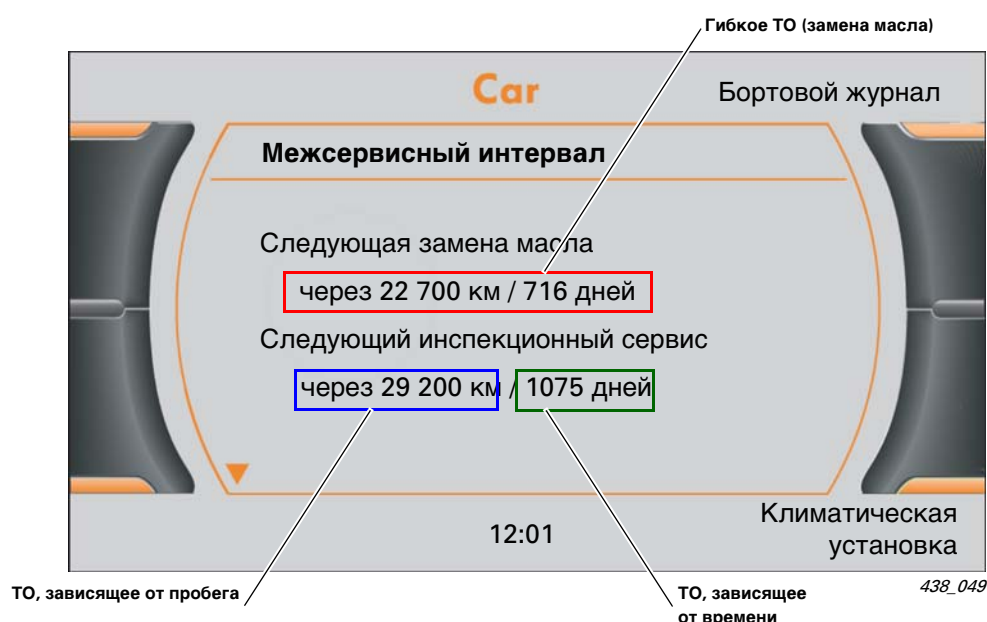 Гибкое ТО (замена масла)
Car
Бортовой журнал
Межсервисный интервал
Следующая замена масла
через 22 700 км / 716 дней
Следующий инспекционный сервис
через 29 200 км / 1075 дней
12:01
Климатическая
установка
ТО, зависящее от пробега
ТО, зависящее
от времени
438_049